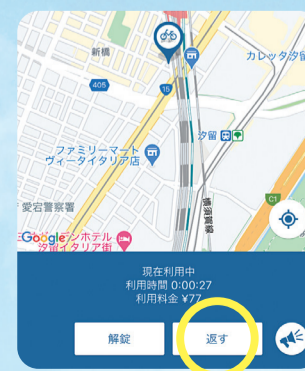 新橋
カレッタ汐留
405
15
汐留
ファミリーマート
ヴィータイタリア店
愛宕警察署
横須賀線
C1
Google
デンホテル
汐留イタリア街
現在利用中
利用時間 0:00:27
利用料金 ¥77
解錠
返す